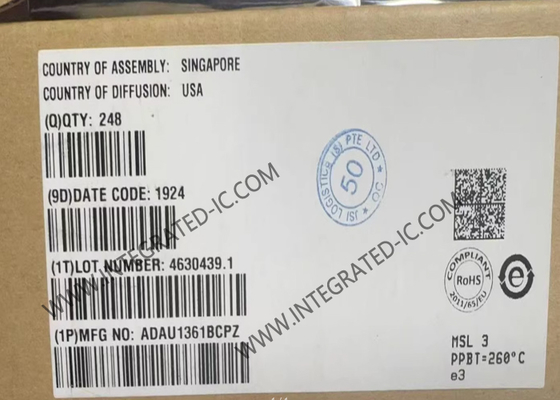 COUNTRY OF ASSEMBLY: SINGAPORE
COUNTRY OF DIFFUSION: USA
(Q)QTY: 248
(9D)DATE CODE: 1924
(1T)LOT NUMBER: 4630439.1
(1P)MFG NO: ADAU1361BCPZ
LOGISTICS (S) PTE LTD
50
COMPLIANT
RoHS
2011/65/EU
e
MSL 3
PPBT=260°C
e3
WWW.INTEGRATED-IC.COM
WWW.INTEGRATED-IC.COM